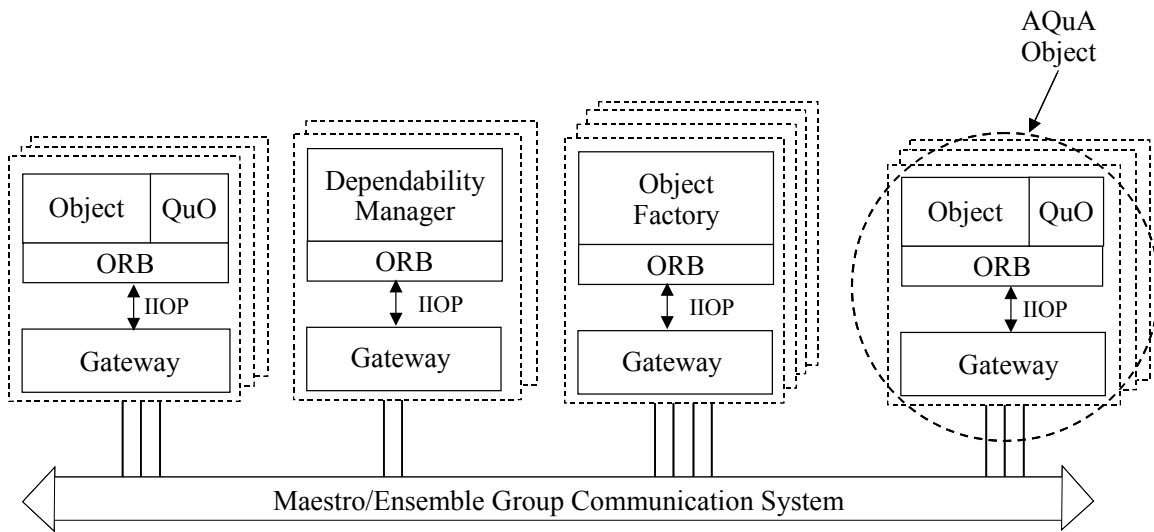 AQuA
Object
Object
QuO
ORB
IIOP
Gateway
Dependability
Manager
ORB
IIOP
Gateway
Object
Factory
ORB
IIOP
Gateway
Object
QuO
ORB
IIOP
Gateway
Maestro/Ensemble Group Communication System